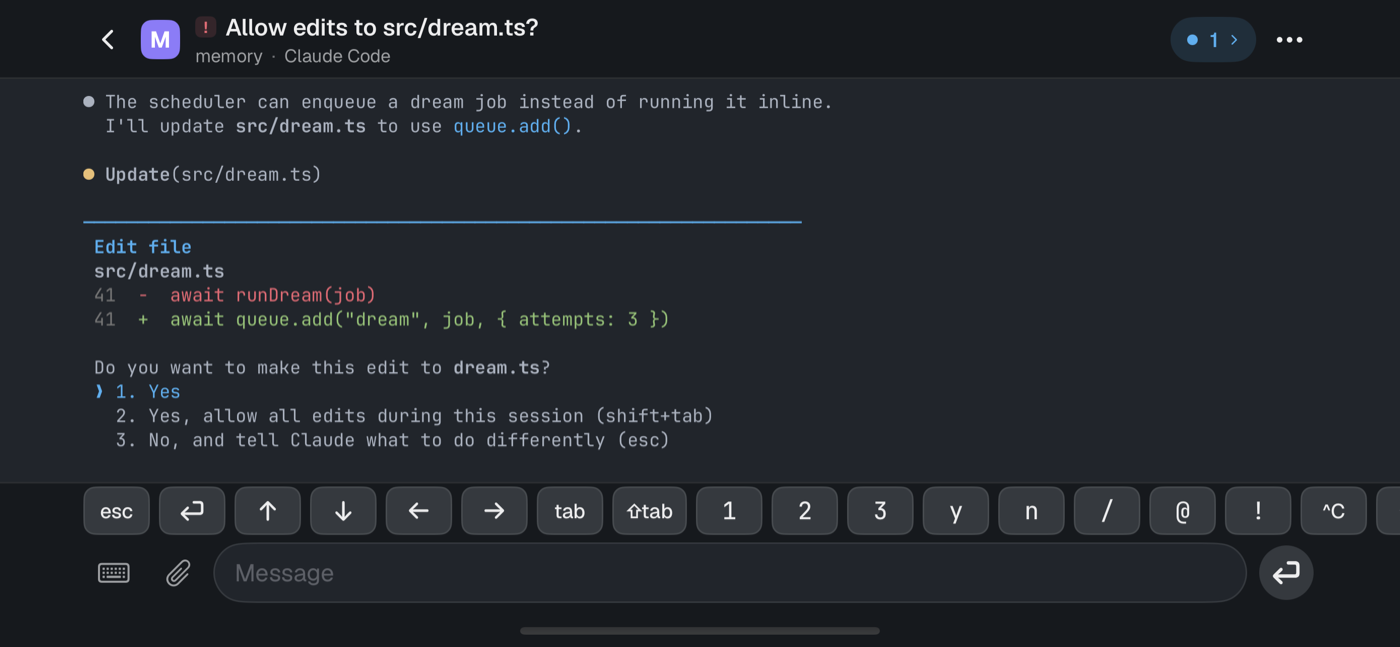 M
! Allow edits to src/dream.ts?
memory · Claude Code
1
The scheduler can enqueue a dream job instead of running it inline.
I'll update src/dream.ts to use queue.add().
Update(src/dream.ts)
Edit file
src/dream.ts
41 - await runDream(job)
41 + await queue.add("dream", job, { attempts: 3 })
Do you want to make this edit to dream.ts?
❯ 1. Yes
2. Yes, allow all edits during this session (shift+tab)
3. No, and tell Claude what to do differently (esc)
esc ↑ ↓ ← → tab ⇧tab 1 2 3 y n / @ ! ^C
Message